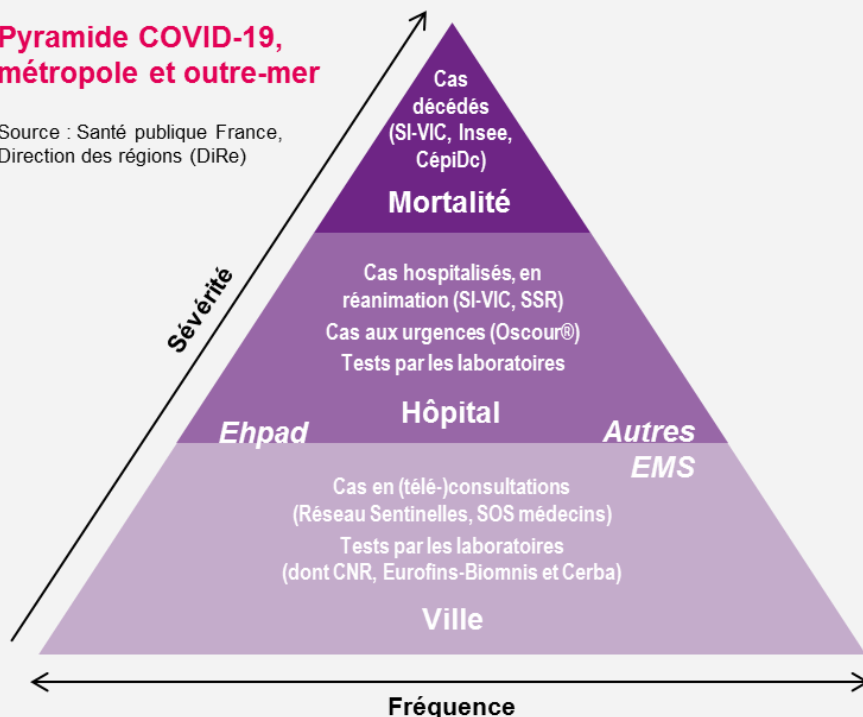 Pyramide COVID-19,
métropole et outre-mer
Source : Santé publique France,
Direction des régions (DiRe)
Sévérité
Cas
décédés
(SI-VIC, Insee,
CépiDc)
Mortalité
Cas hospitalisés, en
réanimation (SI-VIC, SSR)
Cas aux urgences (Oscour®)
Tests par les laboratoires
Hôpital
Ehpad
Autres
EMS
Cas en (télé-)consultations
(Réseau Sentinelles, SOS médecins)
Tests par les laboratoires
(dont CNR, Eurofins-Biomnis et Cerba)
Ville
Fréquence